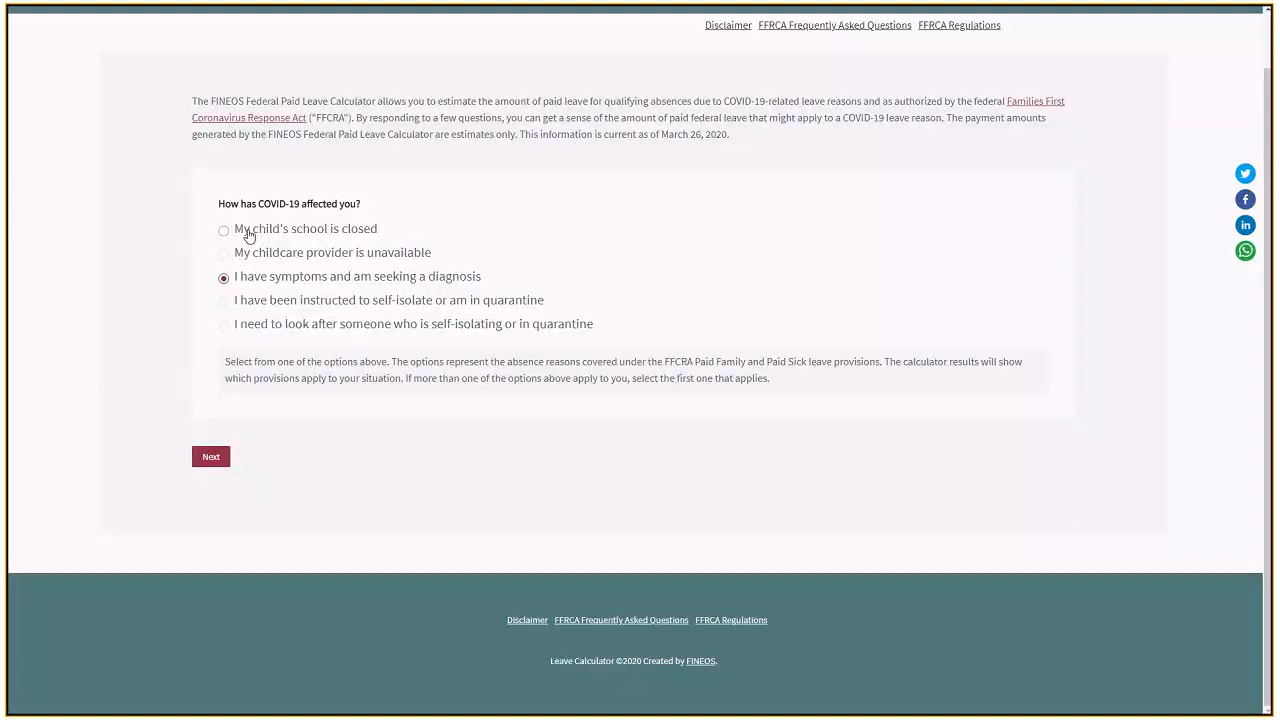 Disclaimer FFRCA Frequently Asked Questions FFRCA Regulations
The FINEOS Federal Paid Leave Calculator allows you to estimate the amount of paid leave for qualifying absences due to COVID-19-related leave reasons and as authorized by the federal Families First
Coronavirus Response Act ("FFCRA"). By responding to a few questions, you can get a sense of the amount of paid federal leave that might apply to a COVID-19 leave reason. The payment amounts
generated by the FINEOS Federal Paid Leave Calculator are estimates only. This information is current as of March 26, 2020.
How has COVID-19 affected you?
My child's school is closed
My childcare provider is unavailable
I have symptoms and am seeking a diagnosis
I have been instructed to self-isolate or am in quarantine
I need to look after someone who is self-isolating or in quarantine
Select from one of the options above. The options represent the absence reasons covered under the FFCRA Paid Family and Paid Sick leave provisions. The calculator results will show
which provisions apply to your situation. If more than one of the options above apply to you, select the first one that applies.
Next
Disclaimer FFRCA Frequently Asked Questions FFRCA Regulations
Leave Calculator ©2020 Created by FINEOS.